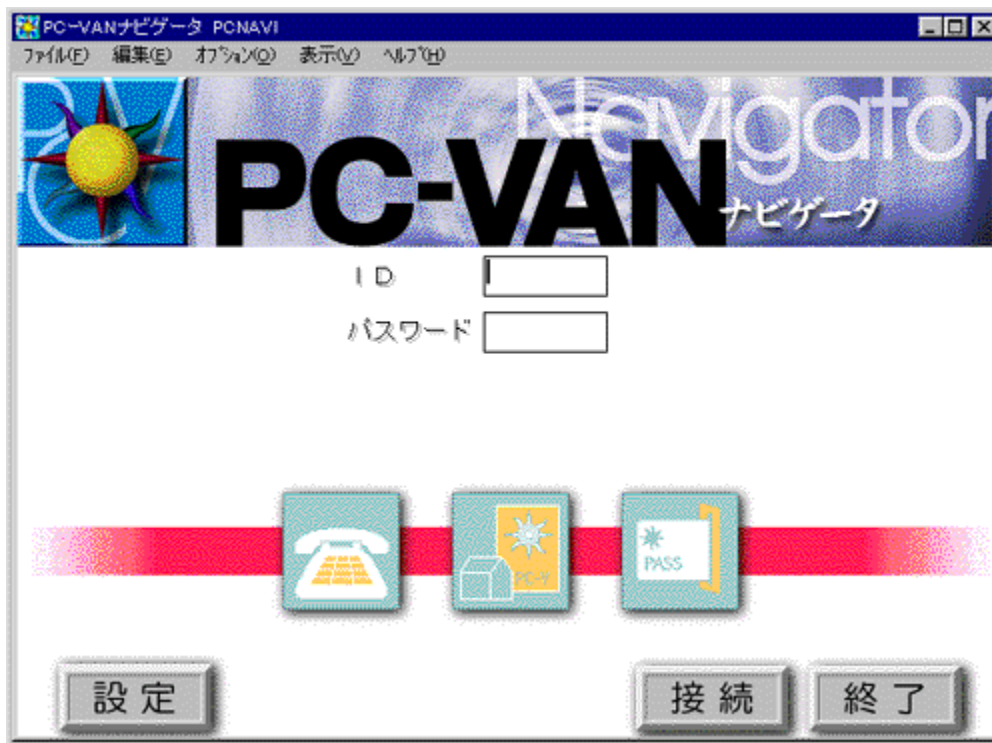 PC-VANナビゲータ PCNAVI
ファイル(F) 編集(E) オプション(O) 表示(V) ヘルプ(H)
Navigator
PC-VAN
ナビゲータ
ＩＤ
パスワード
PC-V
PASS
設定 接続 終了